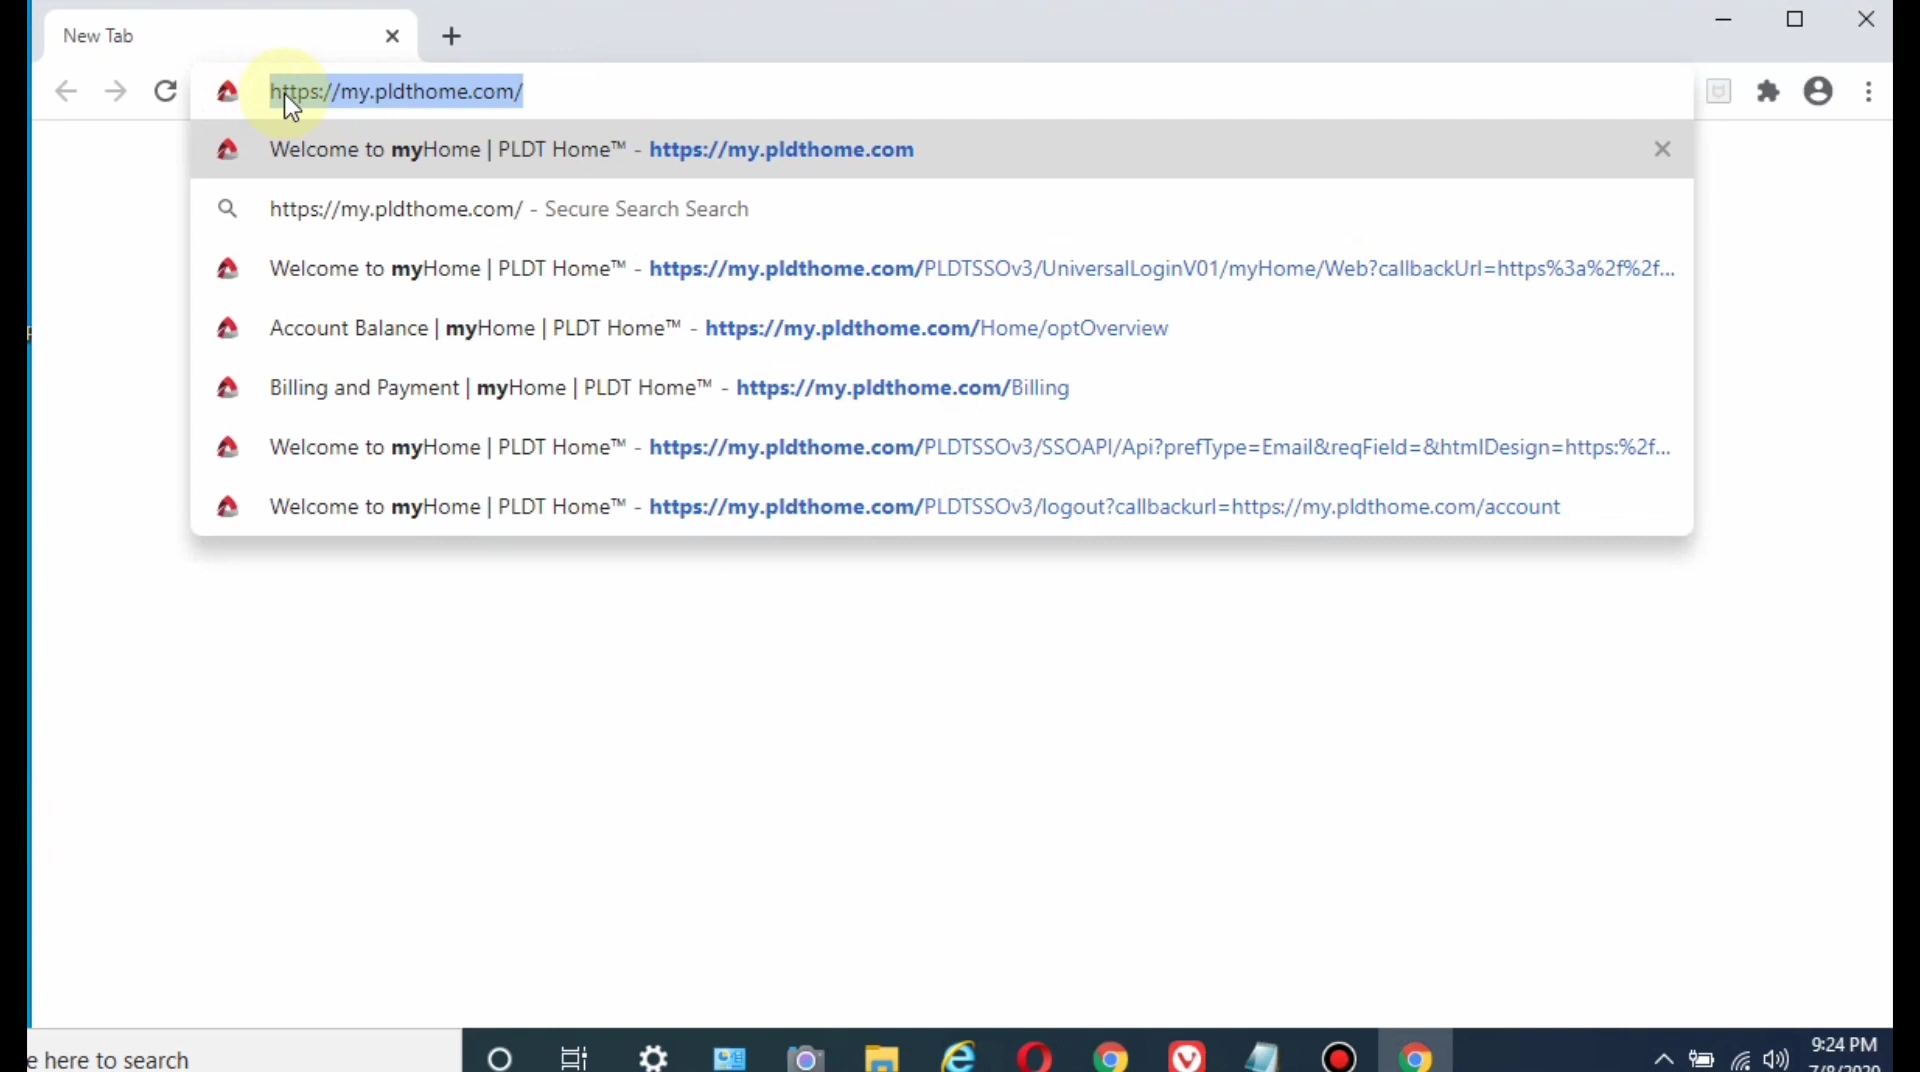 New Tab
https://my.pldthome.com/
Welcome to myHome | PLDT Home™ - https://my.pldthome.com
https://my.pldthome.com/ - Secure Search Search
Welcome to myHome | PLDT Home™ - https://my.pldthome.com/PLDTSSOv3/UniversalLoginV01/myHome/Web?callbackUrl=https%3a%2f%2f...
Account Balance | myHome | PLDT Home™ - https://my.pldthome.com/Home/optOverview
Billing and Payment | myHome | PLDT Home™ - https://my.pldthome.com/Billing
Welcome to myHome | PLDT Home™ - https://my.pldthome.com/PLDTSSOv3/SSOAPI/Api?prefType=Email&reqField=&htmlDesign=https:%2f...
Welcome to myHome | PLDT Home™ - https://my.pldthome.com/PLDTSSOv3/logout?callbackurl=https://my.pldthome.com/account
e here to search
9:24 PM
7/8/2020